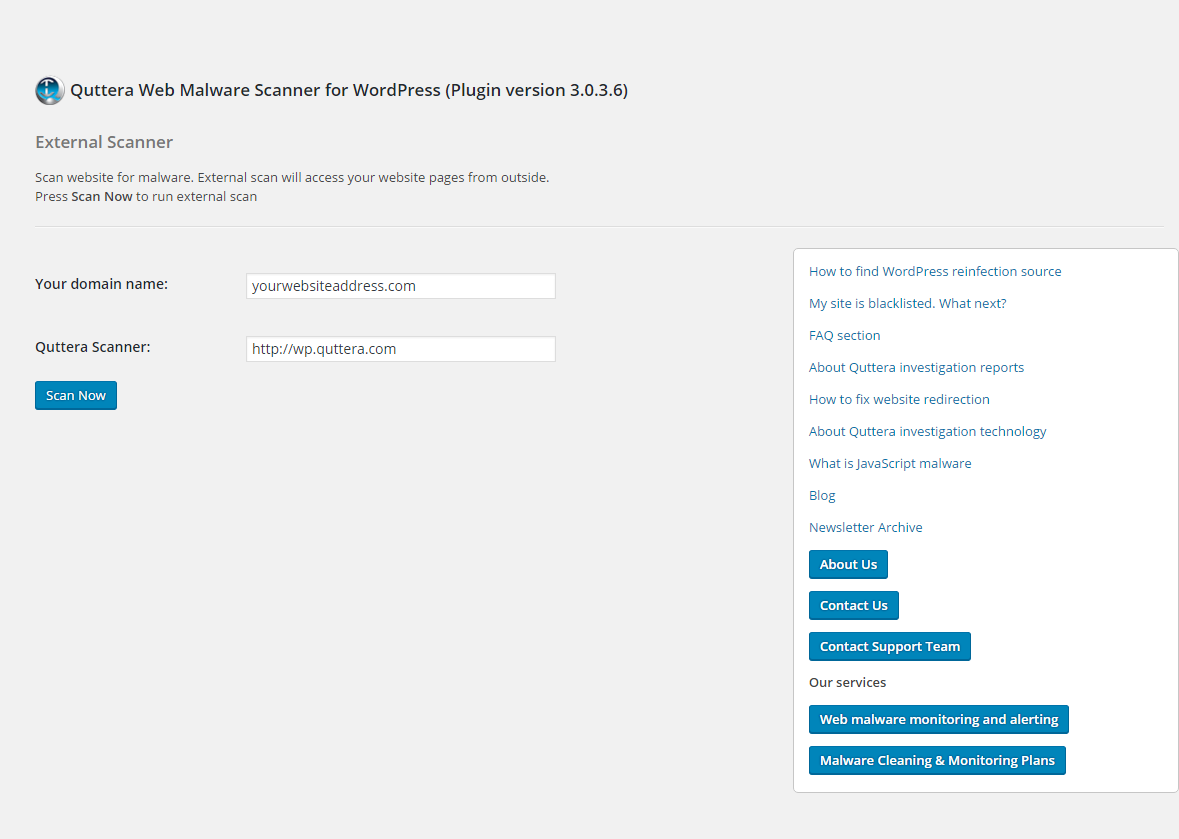 Quttera Web Malware Scanner for WordPress (Plugin version 3.0.3.6)
External Scanner
Scan website for malware. External scan will access your website pages from outside.
Press Scan Now to run external scan
Your domain name:
yourwebsiteaddress.com
Quttera Scanner:
http://wp.quttera.com
Scan Now
How to find WordPress reinfection source
My site is blacklisted. What next?
FAQ section
About Quttera investigation reports
How to fix website redirection
About Quttera investigation technology
What is JavaScript malware
Blog
Newsletter Archive
About Us
Contact Us
Contact Support Team
Our services
Web malware monitoring and alerting
Malware Cleaning & Monitoring Plans